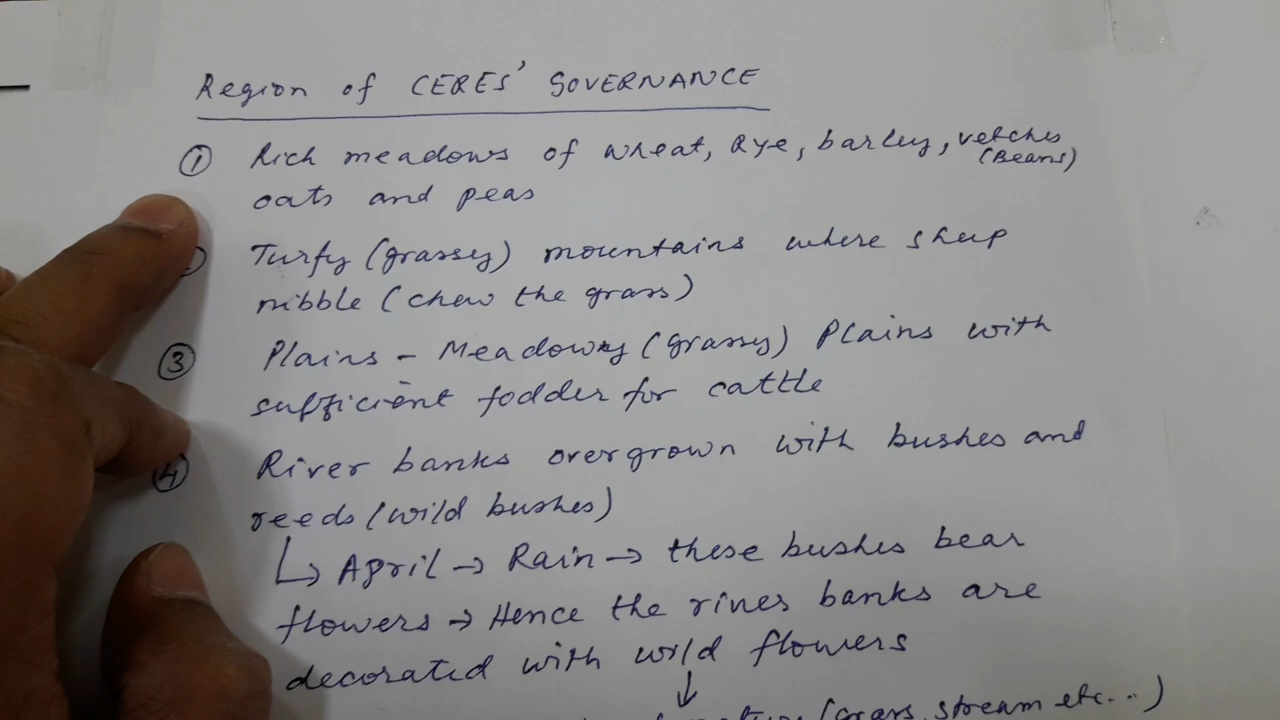 Region of CERES' GOVERNANCE
① Rich meadows of wheat, Rye, barley, vetches (Beans)
oats and peas
Turfy (grassy) mountains where sheep
nibble (chew the grass)
③ Plains - Meadowy (grassy) Plains with
sufficient fodder for cattle
④ River banks overgrown with bushes and
reeds (wild bushes)
↳ April → Rain → these bushes bear
flowers → Hence the rives banks are
decorated with wild flowers
↓
(grass, stream etc...)